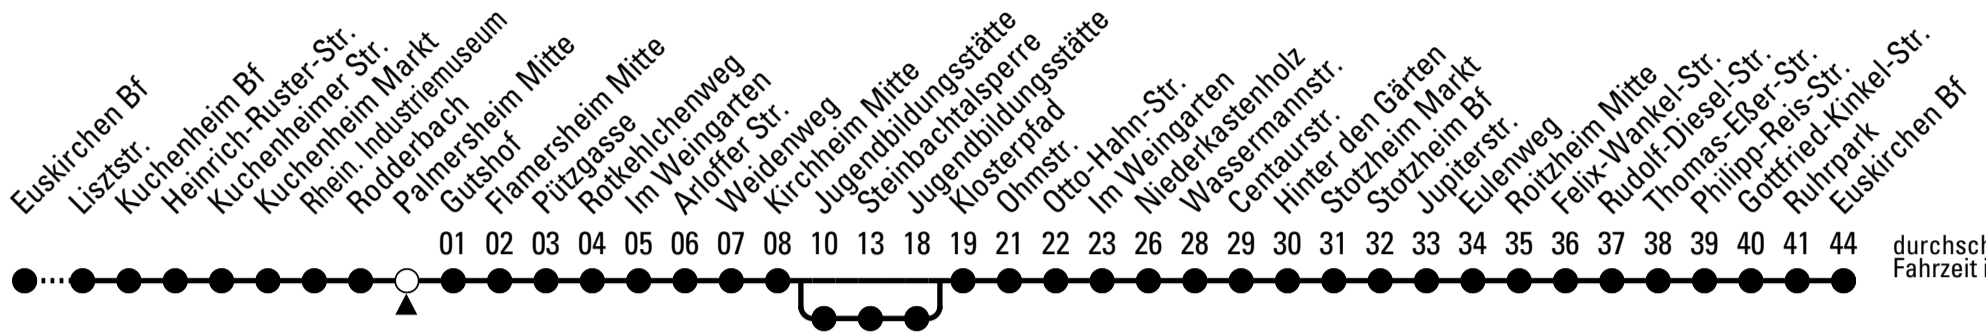 Euskirchen Bf
Lisztstr.
Kuchenheim Bf
Heinrich-Ruster-Str.
Kuchenheimer Str.
Kuchenheim Markt
Rhein. Industriemuseum
Rodderbach
Palmersheim Mitte
Gutshof
Flamersheim Mitte
Pützgasse
Rotkehlchenweg
Im Weingarten
Arloffer Str.
Weidenweg
Kirchheim Mitte
Jugendbildungsstätte
Steinbachtalsperre
Jugendbildungsstätte
Klosterpfad
Ohmstr.
Otto-Hahn-Str.
Im Weingarten
Niederkastenholz
Wassermannstr.
Centaurstr.
Hinter den Gärten
Stotzheim Markt
Stotzheim Bf
Jupiterstr.
Eulenweg
Roitzheim Mitte
Felix-Wankel-Str.
Rudolf-Diesel-Str.
Thomas-Eßer-Str.
Philipp-Reis-Str.
Gottfried-Kinkel-Str.
Ruhrpark
Euskirchen Bf
01 02 03 04 05 06 07 08 10 13 18 19 21 22 23 26 28 29 30 31 32 33 34 35 36 37 38 39 40 41 44
durchsch
Fahrzeit i